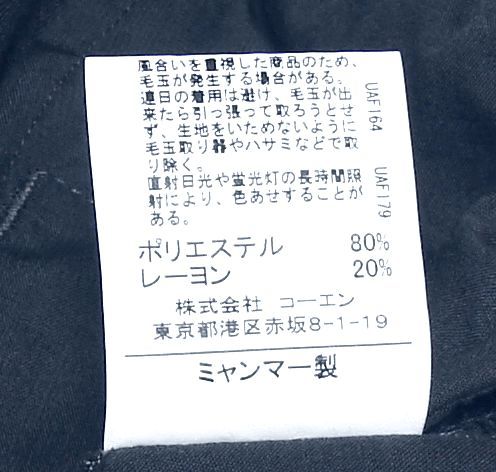 風合いを重視した商品のため、
毛玉が発生する場合がある。
連日の着用は避け、毛玉が出
来たら引っ張って取ろうとせ
ず、生地をいためないように
毛玉取り器やハサミなどで取
り除く。
直射日光や蛍光灯の長時間照
射により、色あせすることが
ある。
UAF164
UAF179
ポリエステル 80%
レーヨン 20%
株式会社 コーエン
東京都港区赤坂8-1-19
ミャンマー製